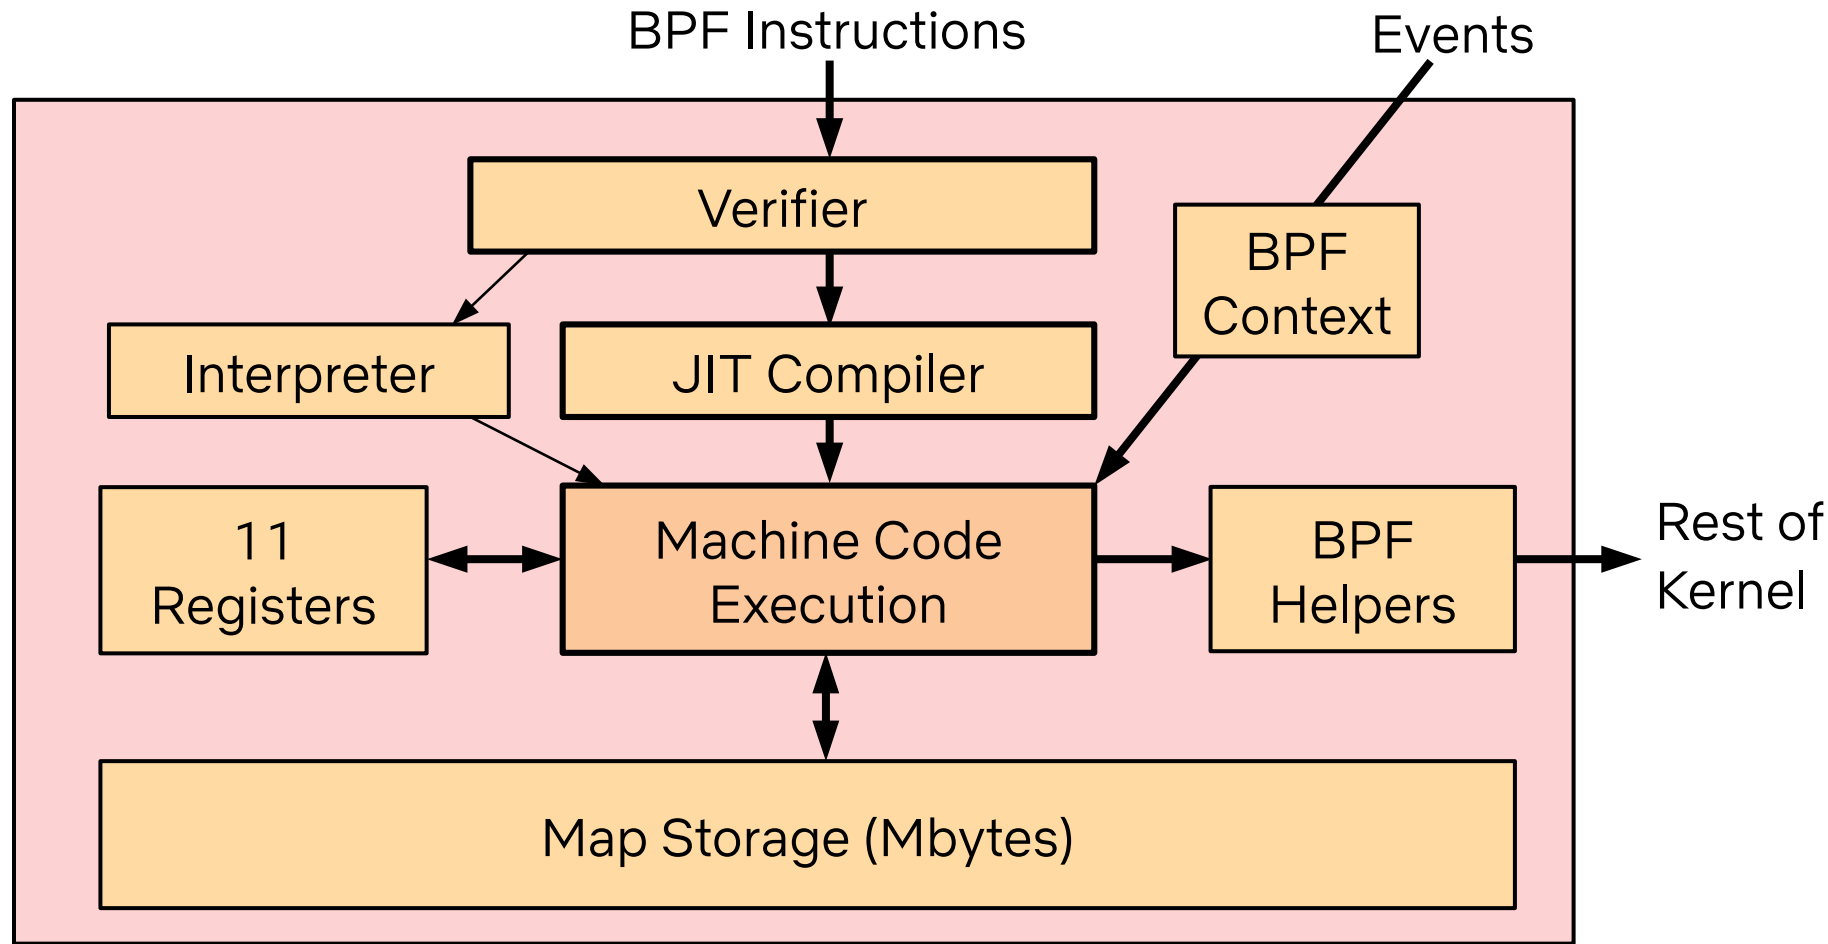 BPF Instructions
Events
Verifier
BPF
Context
Interpreter
JIT Compiler
11
Registers
Machine Code
Execution
BPF
Helpers
Rest of
Kernel
Map Storage (Mbytes)